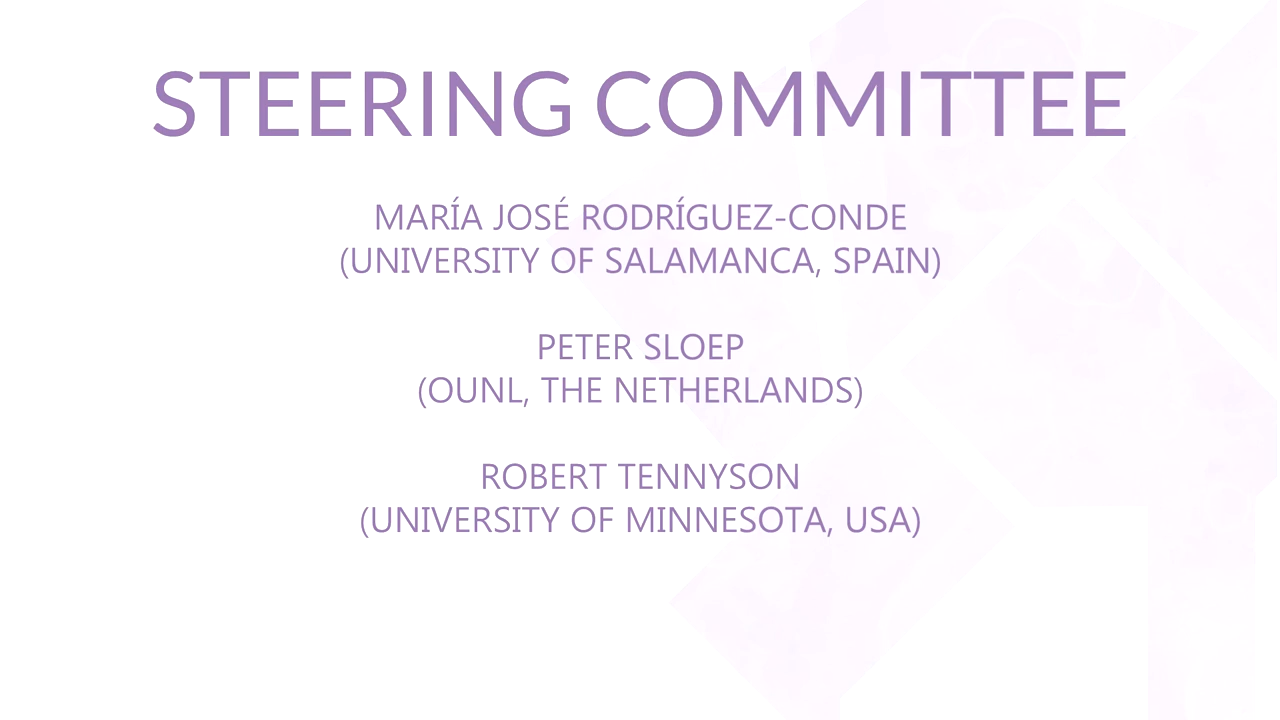 STEERING COMMITTEE
MARÍA JOSÉ RODRÍGUEZ-CONDE
(UNIVERSITY OF SALAMANCA, SPAIN)
PETER SLOEP
(OUNL, THE NETHERLANDS)
ROBERT TENNYSON
(UNIVERSITY OF MINNESOTA, USA)